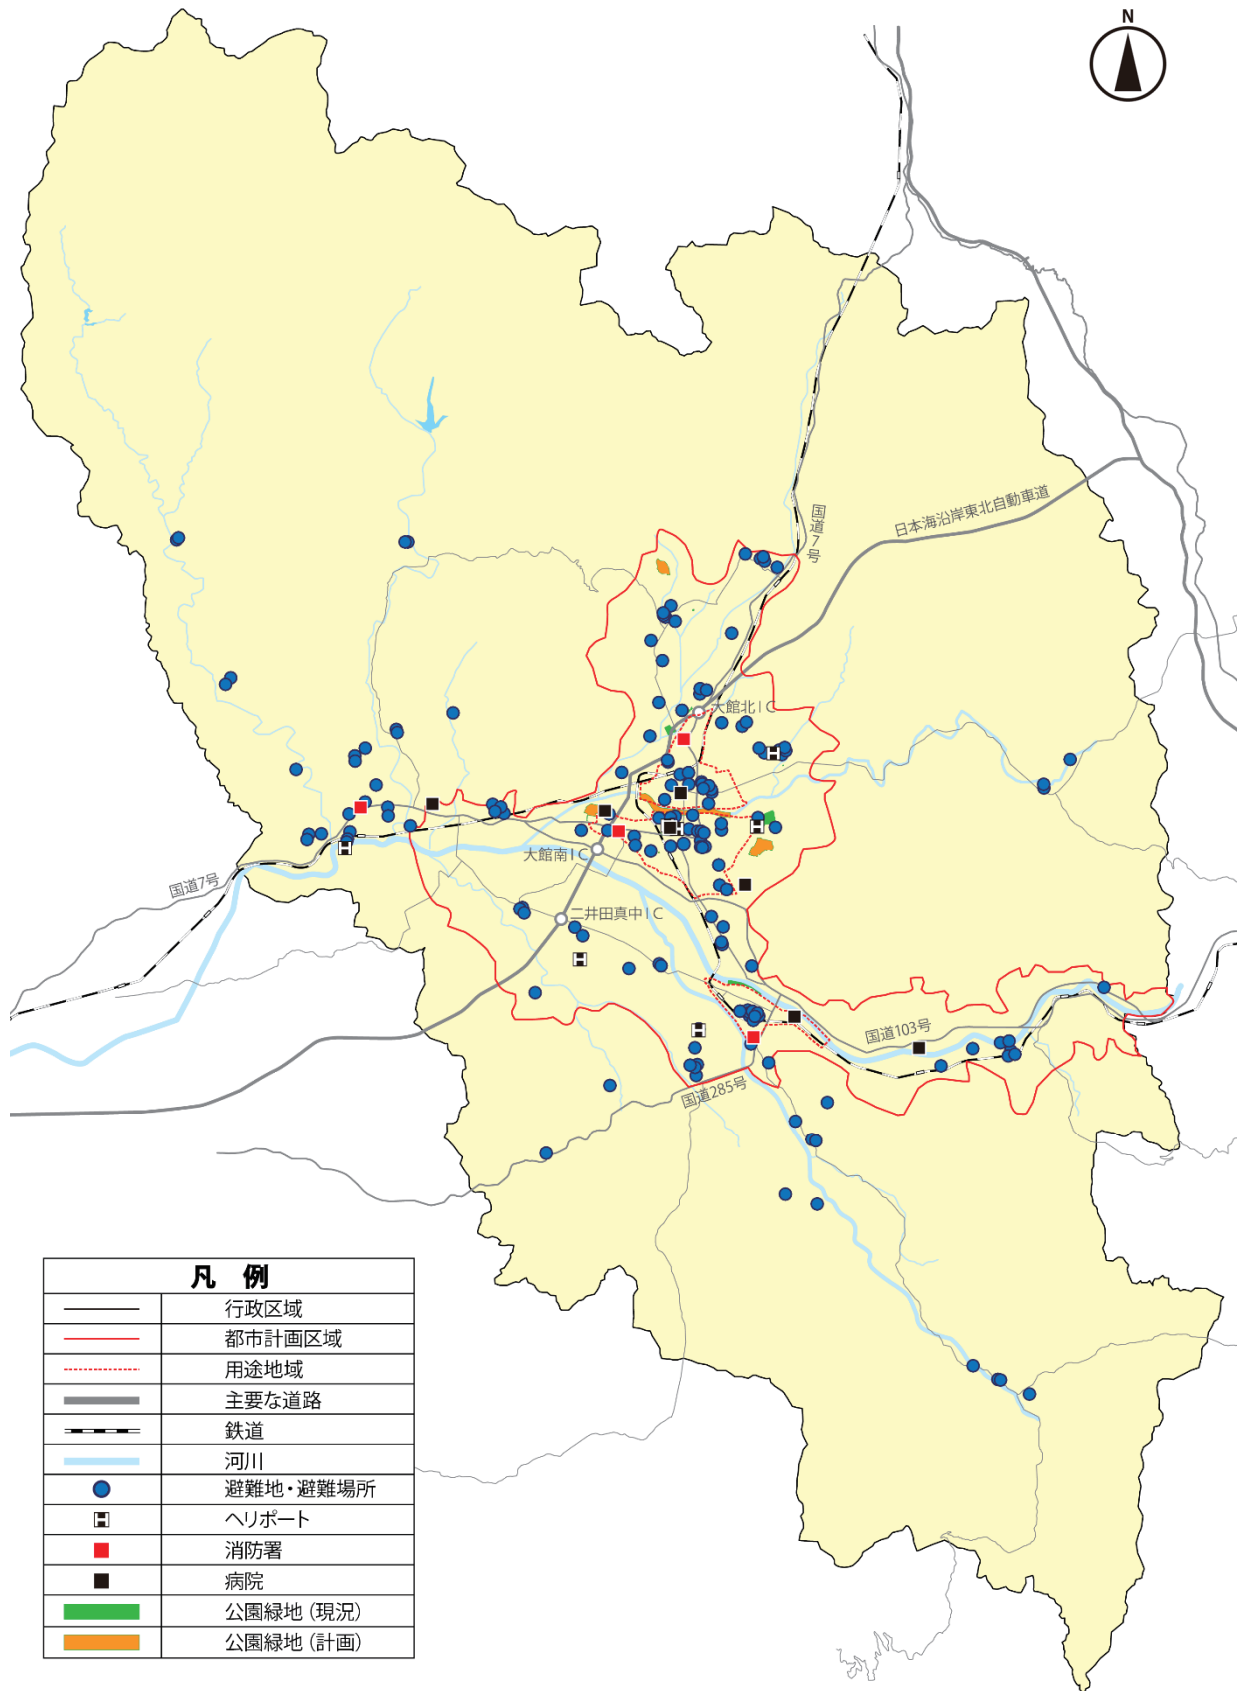 N
国道7号
日本海沿岸東北自動車道
大館北IC
大館南IC
国道7号
二井田真中IC
国道103号
国道285号
凡 例
行政区域
都市計画区域
用途地域
主要な道路
鉄道
河川
避難地・避難場所
ヘリポート
消防署
病院
公園緑地（現況）
公園緑地（計画）